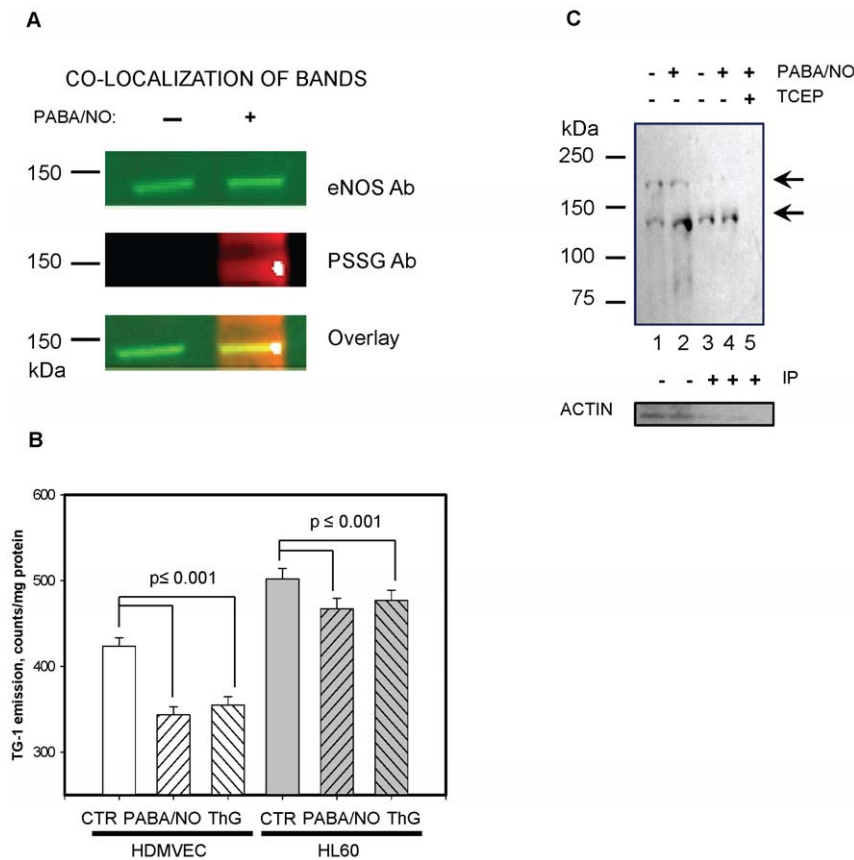 A
CO-LOCALIZATION OF BANDS
PABA/NO: – +
150 eNOS Ab
150 PSSG Ab
150 Overlay
kDa
B
600
500
400
300
TG-1 emission, counts/mg protein
p≤ 0.001
p ≤ 0.001
CTR PABA/NO ThG CTR PABA/NO ThG
HDMVEC HL60
C
- + - + + PABA/NO
- - - - + TCEP
kDa
250
150
100
75
1 2 3 4 5
- - + + + IP
ACTIN